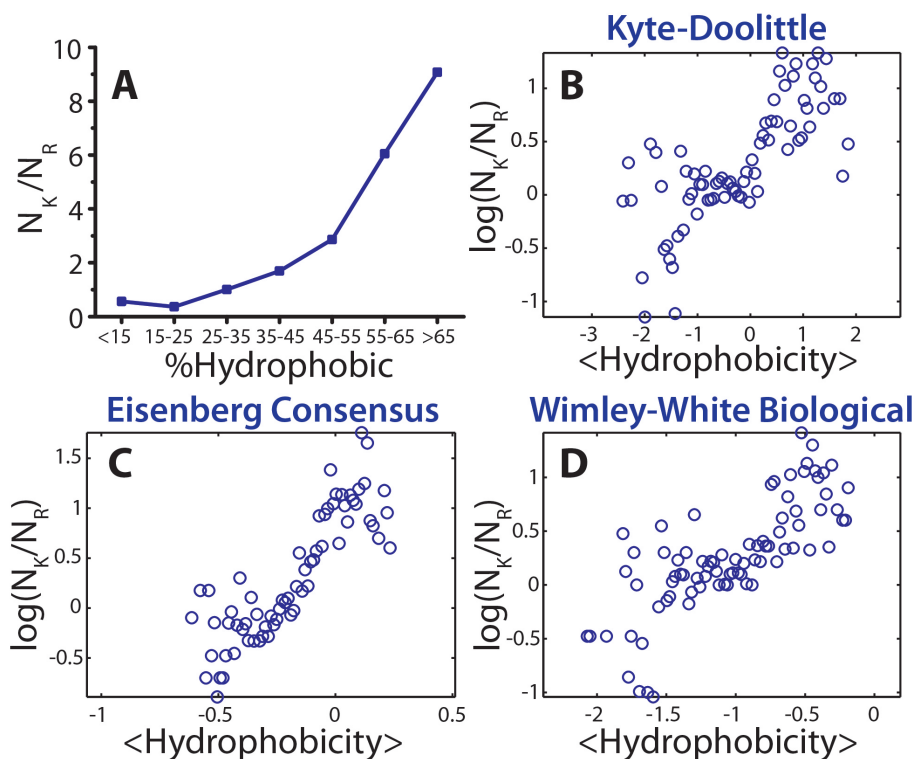 A
10
8
6
4
2
0
N_K/N_R
<15 15-25 25-35 35-45 45-55 55-65 >65
%Hydrophobic
Kyte-Doolittle
B
1
0.5
0
-0.5
-1
log(N_K/N_R)
-3 -2 -1 0 1 2
<Hydrophobicity>
Eisenberg Consensus
C
1.5
1
0.5
0
-0.5
log(N_K/N_R)
-1 -0.5 0 0.5
<Hydrophobicity>
Wimley-White Biological
D
1
0.5
0
-0.5
-1
log(N_K/N_R)
-2 -1.5 -1 -0.5 0
<Hydrophobicity>